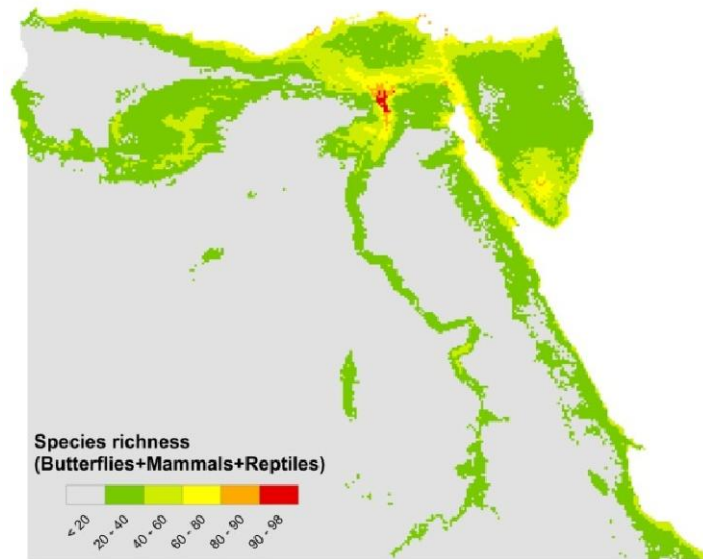 Species richness
(Butterflies+Mammals+Reptiles)
< 20
20 - 40
40 - 60
60 - 80
80 - 90
90 - 98